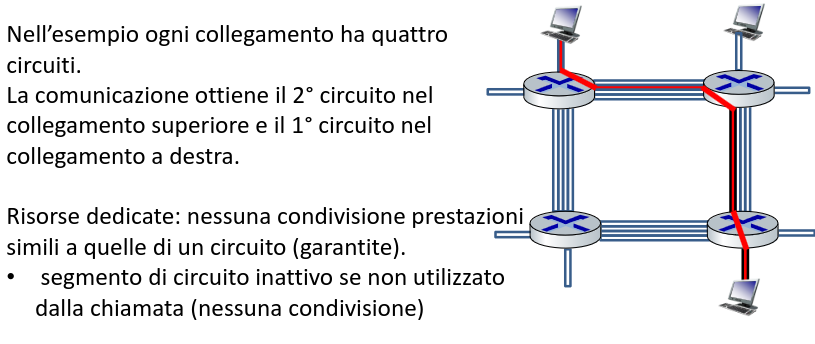 Nell’esempio ogni collegamento ha quattro
circuiti.
La comunicazione ottiene il 2° circuito nel
collegamento superiore e il 1° circuito nel
collegamento a destra.
Risorse dedicate: nessuna condivisione prestazioni
simili a quelle di un circuito (garantite).
• segmento di circuito inattivo se non utilizzato
dalla chiamata (nessuna condivisione)